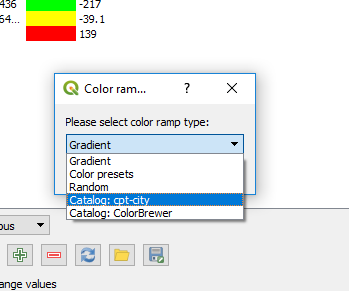 436 -217
64... -39.1
139
Color ram...
Please select color ramp type:
Gradient
Gradient
Color presets
Random
Catalog: cpt-city
Catalog: ColorBrewer
ous
ange values